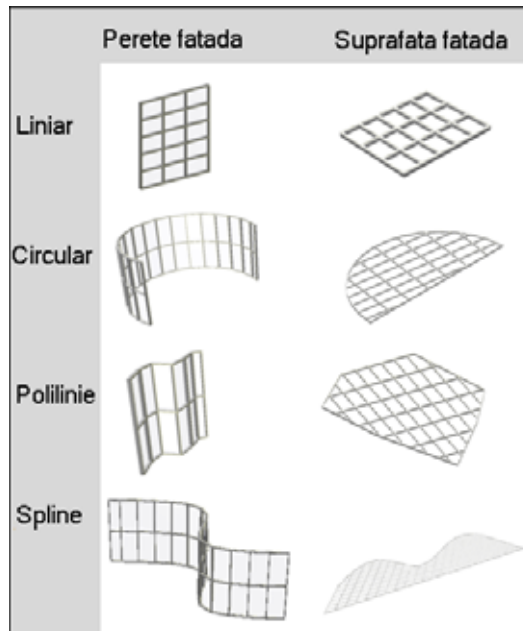 Perete fatada
Suprafata fatada
Liniar
Circular
Polilinie
Spline